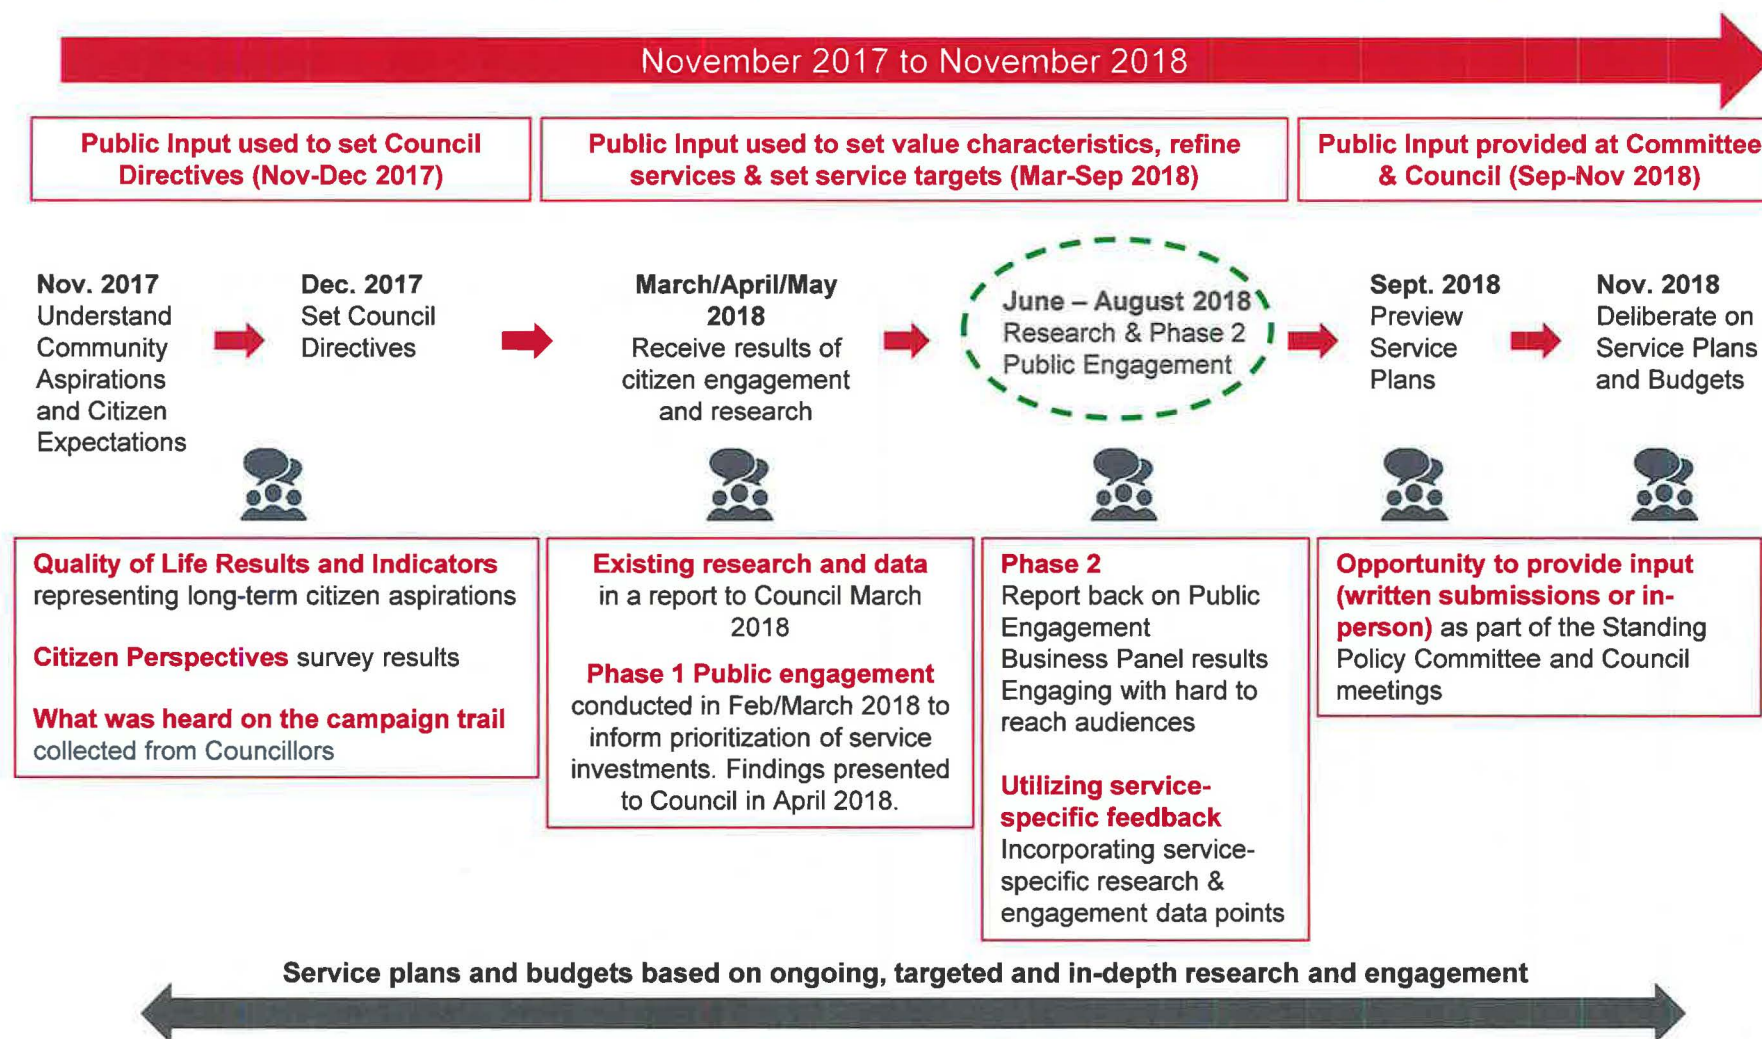 November 2017 to November 2018
Public Input used to set Council
Directives (Nov-Dec 2017)
Public Input used to set value characteristics, refine
services & set service targets (Mar-Sep 2018)
Public Input provided at Committee
& Council (Sep-Nov 2018)
Nov. 2017
Understand
Community
Aspirations
and Citizen
Expectations
Dec. 2017
Set Council
Directives
March/April/May
2018
Receive results of
citizen engagement
and research
June – August 2018
Research & Phase 2
Public Engagement
Sept. 2018
Preview
Service
Plans
Nov. 2018
Deliberate on
Service Plans
and Budgets
Quality of Life Results and Indicators
representing long-term citizen aspirations
Citizen Perspectives survey results
What was heard on the campaign trail
collected from Councillors
Existing research and data
in a report to Council March
2018
Phase 1 Public engagement
conducted in Feb/March 2018 to
inform prioritization of service
investments. Findings presented
to Council in April 2018.
Phase 2
Report back on Public
Engagement
Business Panel results
Engaging with hard to
reach audiences
Utilizing service-
specific feedback
Incorporating service-
specific research &
engagement data points
Opportunity to provide input
(written submissions or in-
person) as part of the Standing
Policy Committee and Council
meetings
Service plans and budgets based on ongoing, targeted and in-depth research and engagement